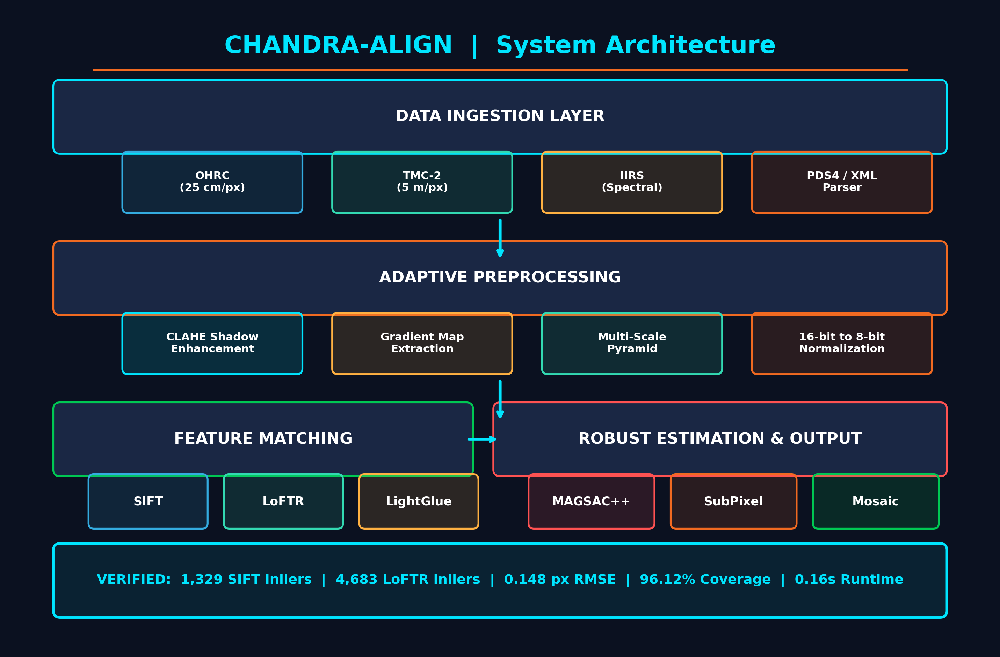 CHANDRA-ALIGN | System Architecture
DATA INGESTION LAYER
OHRC
(25 cm/px)
TMC-2
(5 m/px)
IIRS
(Spectral)
PDS4 / XML
Parser
ADAPTIVE PREPROCESSING
CLAHE Shadow
Enhancement
Gradient Map
Extraction
Multi-Scale
Pyramid
16-bit to 8-bit
Normalization
FEATURE MATCHING
ROBUST ESTIMATION & OUTPUT
SIFT
LoFTR
LightGlue
MAGSAC++
SubPixel
Mosaic
VERIFIED: 1,329 SIFT inliers | 4,683 LoFTR inliers | 0.148 px RMSE | 96.12% Coverage | 0.16s Runtime